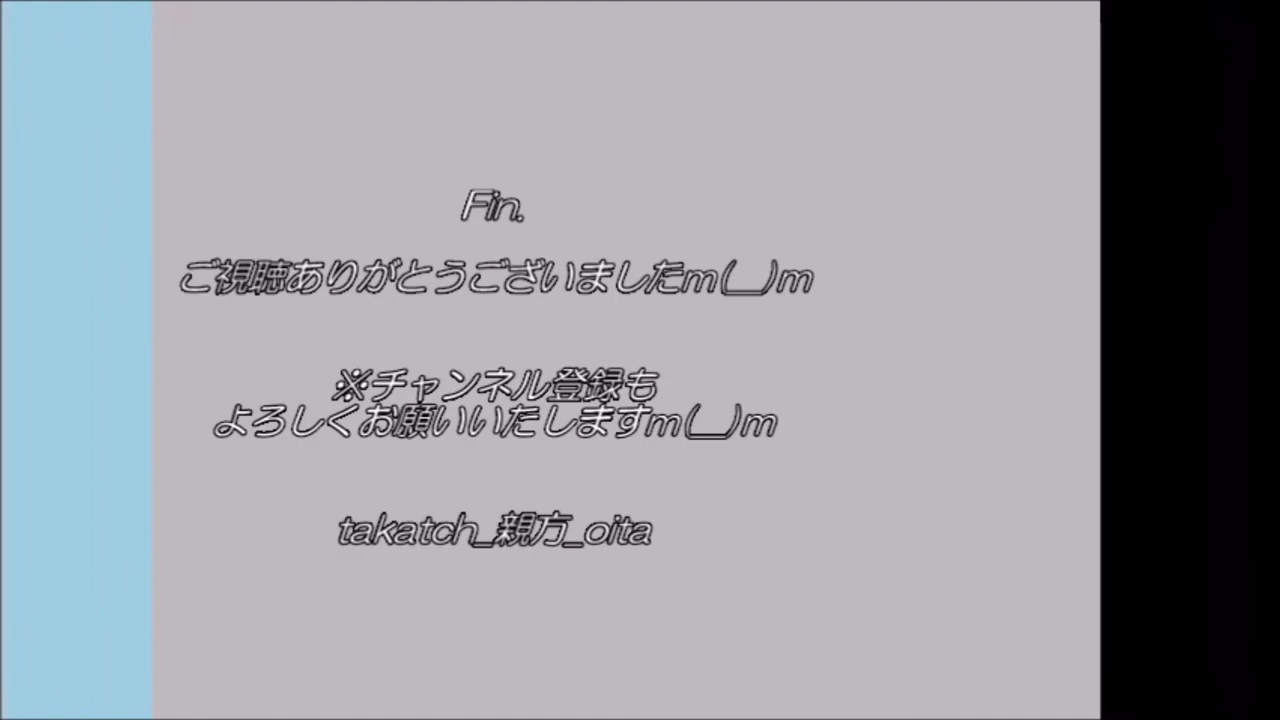 Fin.
ご視聴ありがとうございましたm(__)m
※チャンネル登録も
よろしくお願いいたしますm(__)m
takatch_親方_oita